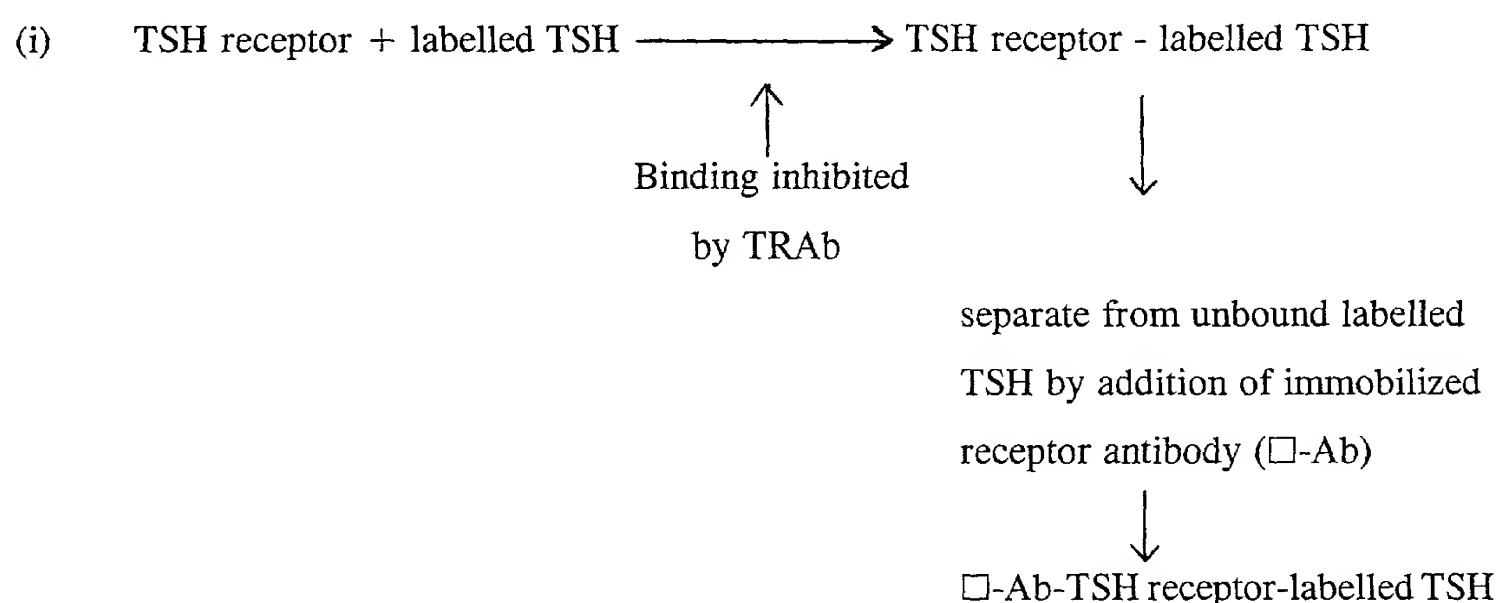 (i) TSH receptor + labelled TSH ⟶ TSH receptor - labelled TSH
Binding inhibited
by TRAb
separate from unbound labelled
TSH by addition of immobilized
receptor antibody (□-Ab)
□-Ab-TSH receptor-labelled TSH